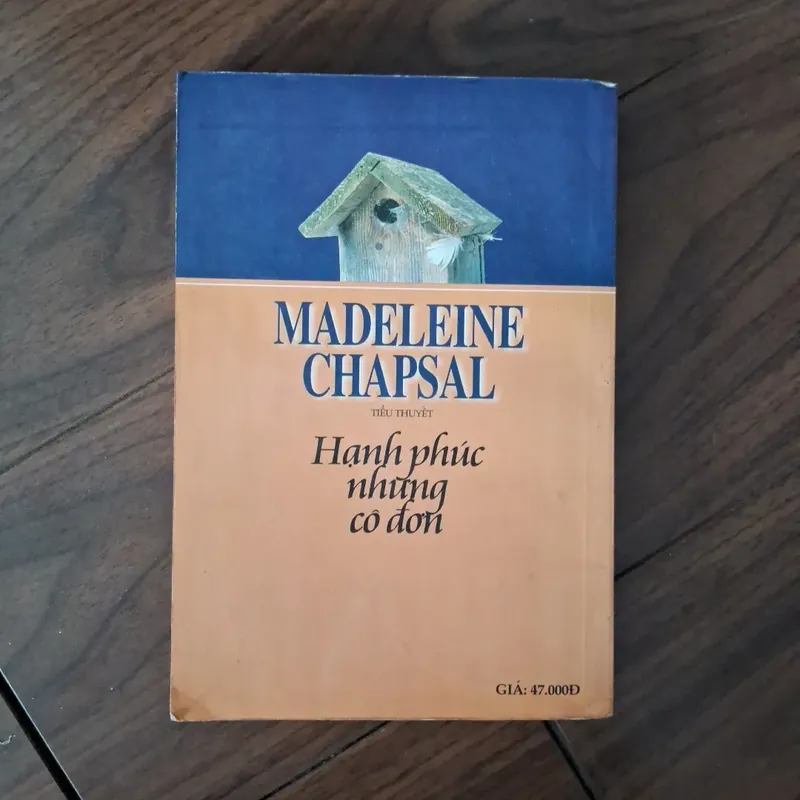 MADELEINE
CHAPSAL
TIỂU THUYẾT
Hạnh phúc
nhưng
cô đơn
GIÁ: 47.000Đ